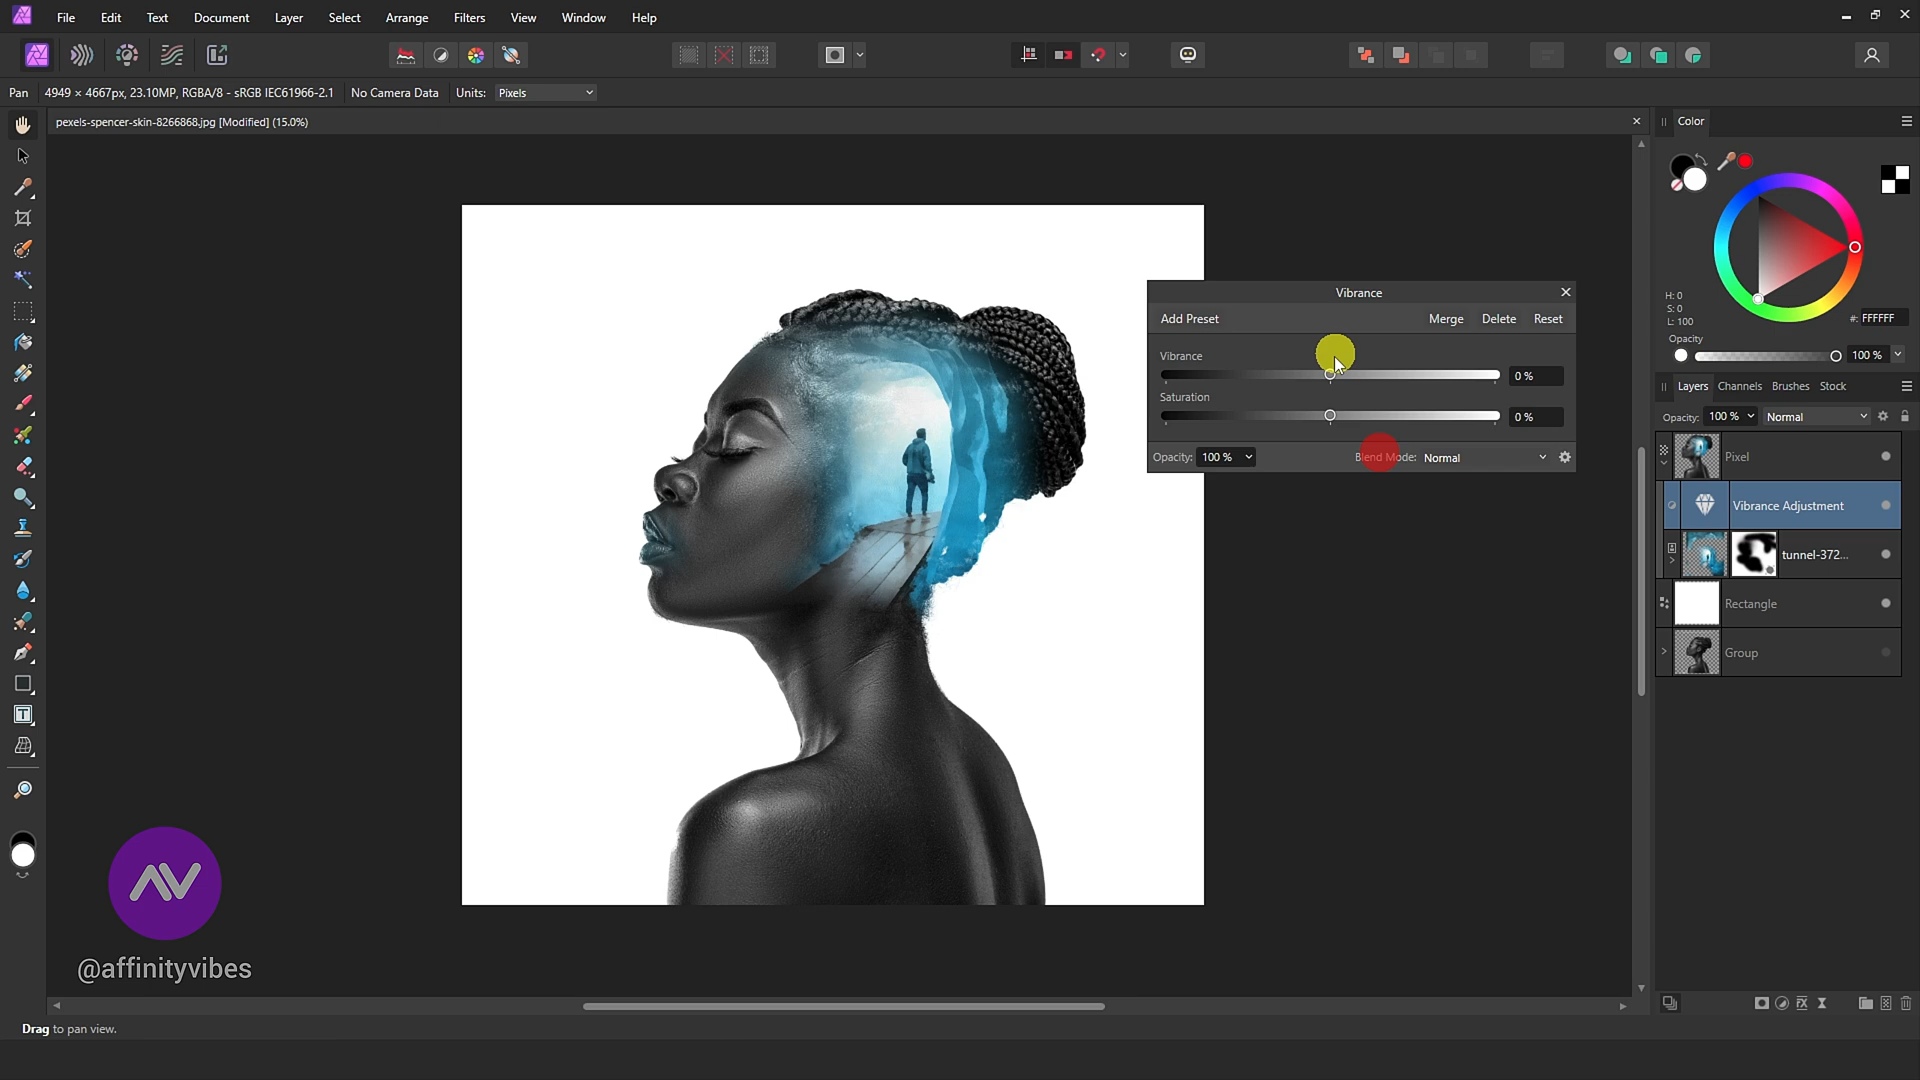 File Edit Text Document Layer Select Arrange Filters View Window Help
Pan 4949 × 4667px, 23.10MP, RGBA/8 - sRGB IEC61966-2.1 No Camera Data Units: Pixels
pexels-spencer-skin-8266868.jpg [Modified] (15.0%)
Color
H: 0
S: 0
L: 100
#: FFFFFF
Opacity
100 %
Vibrance
Add Preset Merge Delete Reset
Vibrance
0 %
Saturation
0 %
Opacity: 100 % Blend Mode: Normal
Layers Channels Brushes Stock
Opacity: 100 % Normal
Pixel
Vibrance Adjustment
tunnel-372...
Rectangle
Group
AV
@affinityvibes
Drag to pan view.